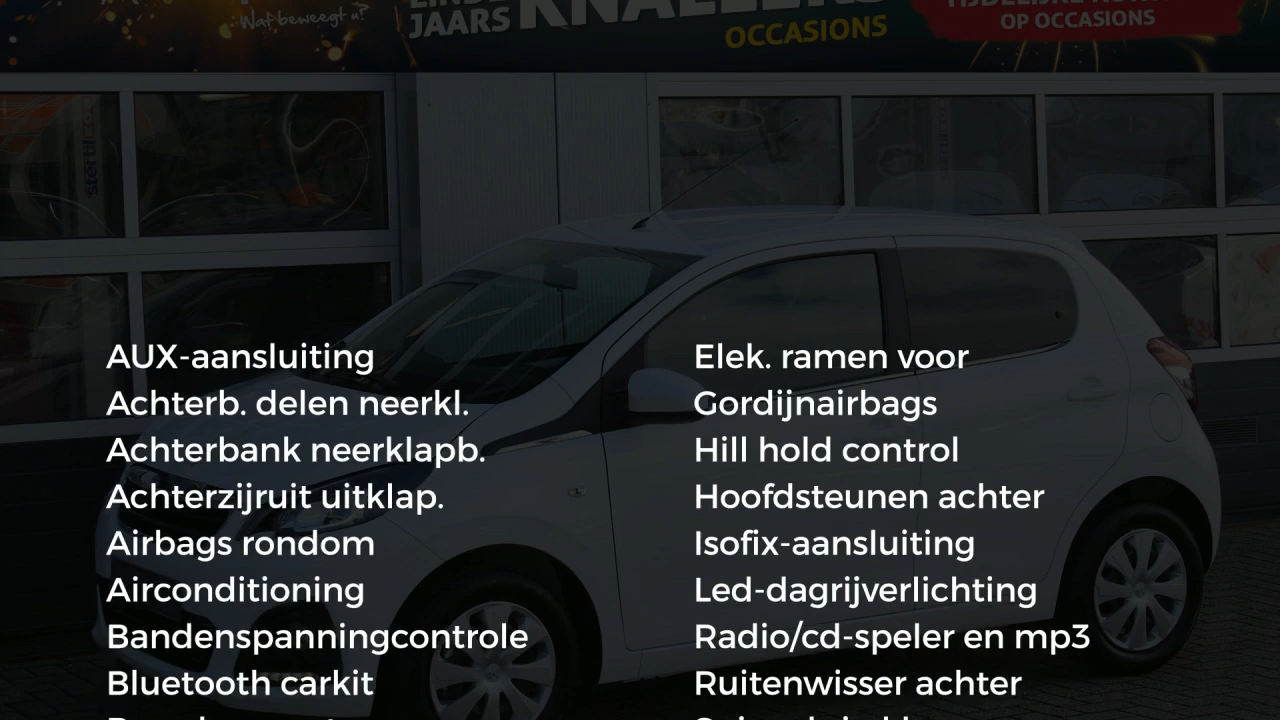 Wat beweegt u?
JAARS KNALLERS
OCCASIONS
OP OCCASIONS
stertil
AUX-aansluiting
Achterb. delen neerkl.
Achterbank neerklapb.
Achterzijruit uitklap.
Airbags rondom
Airconditioning
Bandenspanningcontrole
Bluetooth carkit
Elek. ramen voor
Gordijnairbags
Hill hold control
Hoofdsteunen achter
Isofix-aansluiting
Led-dagrijverlichting
Radio/cd-speler en mp3
Ruitenwisser achter